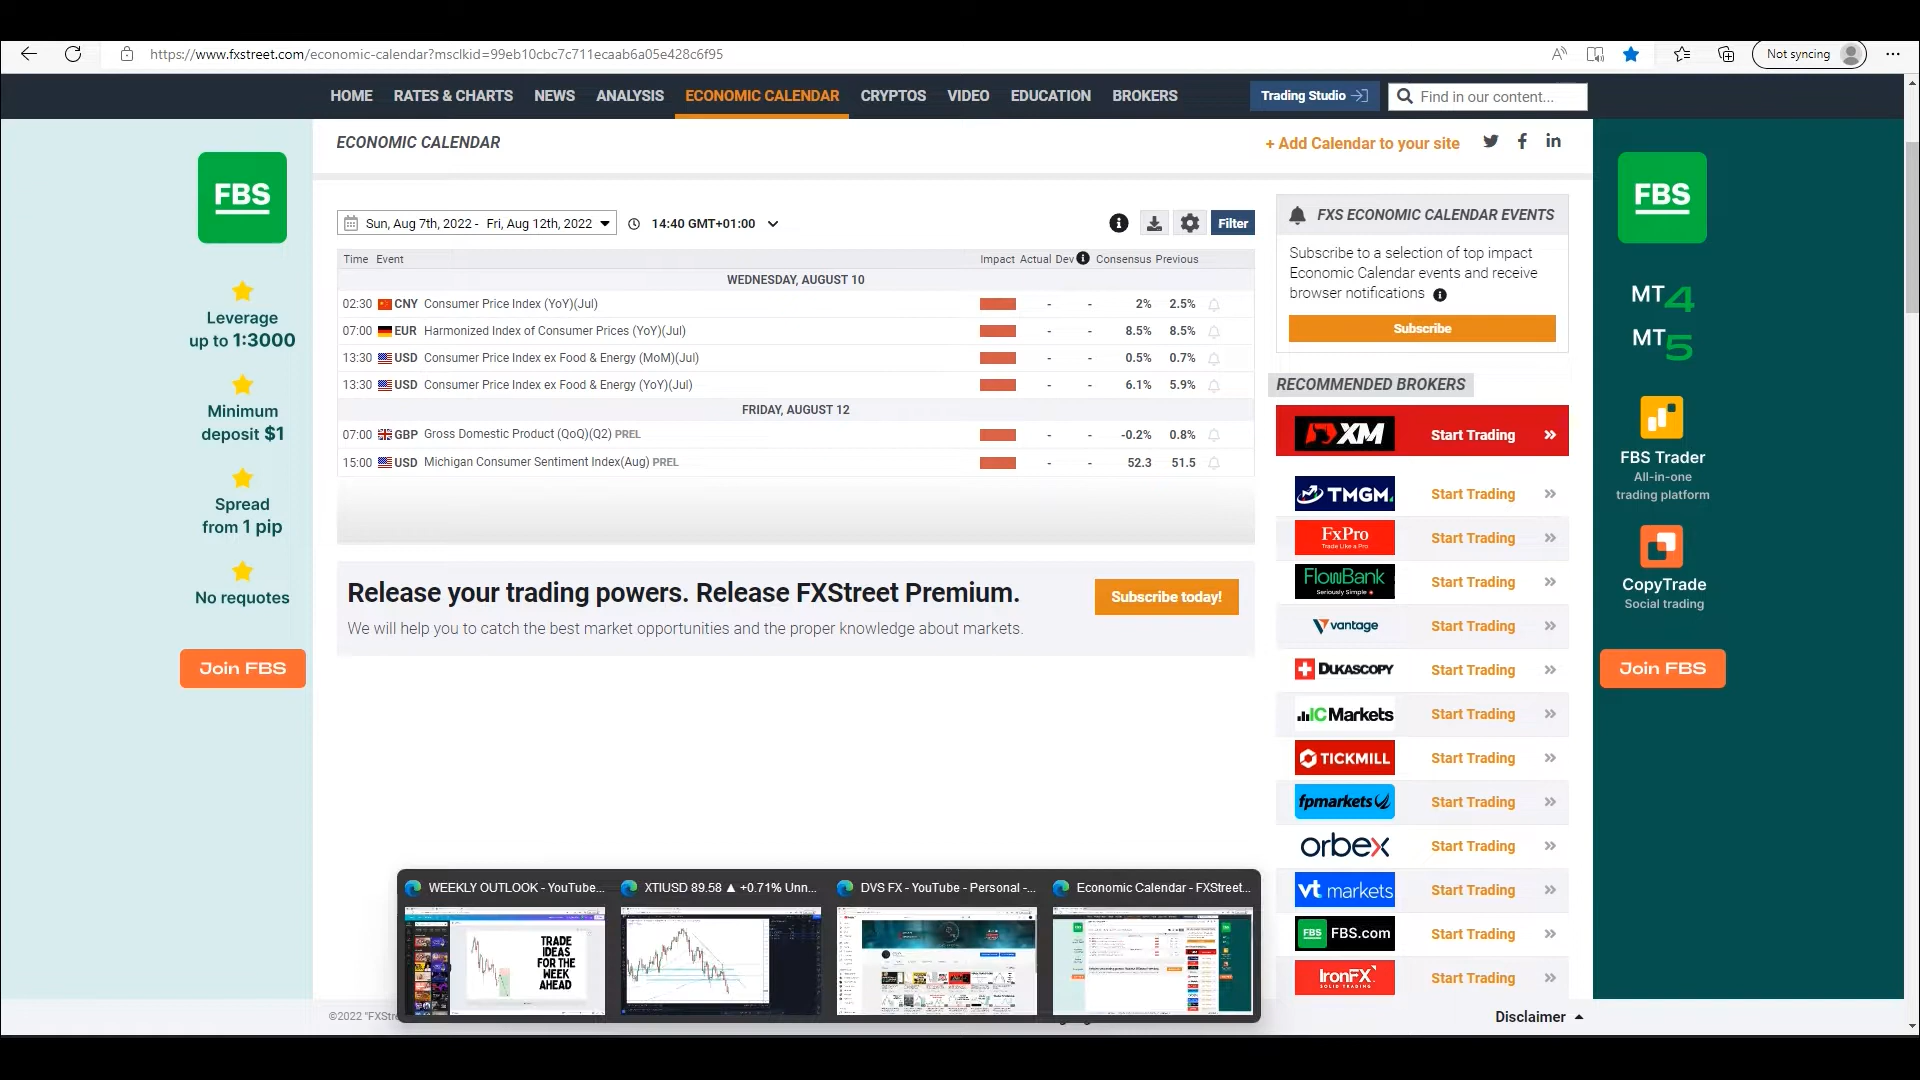 https://www.fxstreet.com/economic-calendar?msclkid=99eb10cbc7c711ecaab6a05e428c6f95
Not syncing
HOME RATES & CHARTS NEWS ANALYSIS ECONOMIC CALENDAR CRYPTOS VIDEO EDUCATION BROKERS
Trading Studio
Find in our content...
ECONOMIC CALENDAR
+ Add Calendar to your site
FBS
Leverage
up to 1:3000
Minimum
deposit $1
Spread
from 1 pip
No requotes
Join FBS
Sun, Aug 7th, 2022 - Fri, Aug 12th, 2022
14:40 GMT+01:00
Filter
Time Event Impact Actual Dev Consensus Previous
WEDNESDAY, AUGUST 10
02:30 CNY Consumer Price Index (YoY)(Jul) - - 2% 2.5%
07:00 EUR Harmonized Index of Consumer Prices (YoY)(Jul) - - 8.5% 8.5%
13:30 USD Consumer Price Index ex Food & Energy (MoM)(Jul) - - 0.5% 0.7%
13:30 USD Consumer Price Index ex Food & Energy (YoY)(Jul) - - 6.1% 5.9%
FRIDAY, AUGUST 12
07:00 GBP Gross Domestic Product (QoQ)(Q2) PREL - - -0.2% 0.8%
15:00 USD Michigan Consumer Sentiment Index(Aug) PREL - - 52.3 51.5
Release your trading powers. Release FXStreet Premium.
We will help you to catch the best market opportunities and the proper knowledge about markets.
Subscribe today!
FXS ECONOMIC CALENDAR EVENTS
Subscribe to a selection of top impact
Economic Calendar events and receive
browser notifications
Subscribe
RECOMMENDED BROKERS
XM Start Trading
TMGM Start Trading
FxPro Trade Like a Pro Start Trading
FlowBank Seriously Simple Start Trading
vantage Start Trading
DUKASCOPY Start Trading
IC Markets Start Trading
TICKMILL Start Trading
fpmarkets Start Trading
orbex Start Trading
vt markets Start Trading
FBS FBS.com Start Trading
IronFX SOLID TRADING Start Trading
FBS
MT4
MT5
FBS Trader
All-in-one
trading platform
CopyTrade
Social trading
Join FBS
WEEKLY OUTLOOK - YouTube...
XTIUSD 89.58 ▲ +0.71% Unn...
DVS FX - YouTube - Personal -...
Economic Calendar - FXStreet...
TRADE
IDEAS
FOR THE
WEEK
AHEAD
©2022 "FXStre
Disclaimer